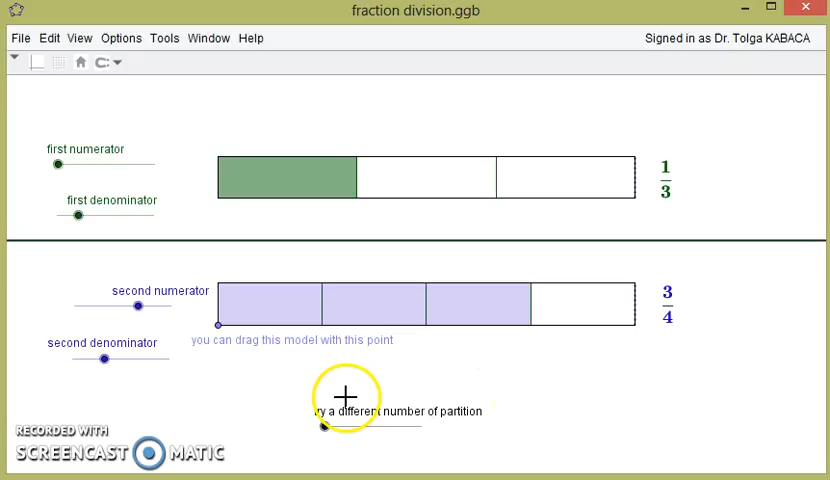 fraction division.ggb
File Edit View Options Tools Window Help
Signed in as Dr. Tolga KABACA
first numerator
first denominator
1
3
second numerator
second denominator
3
4
you can drag this model with this point
try a different number of partition
RECORDED WITH
SCREENCAST MATIC